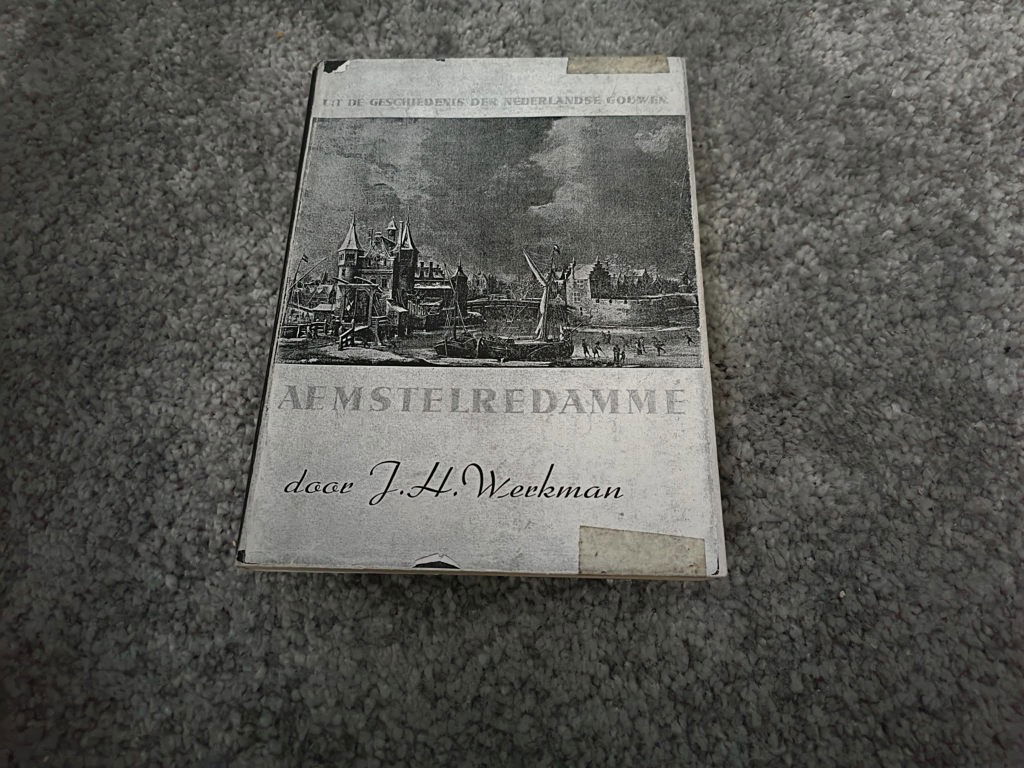 UIT DE GESCHIEDENIS DER NEDERLANDSE GOUWEN
AEMSTELREDAMME
door J.H. Werkman